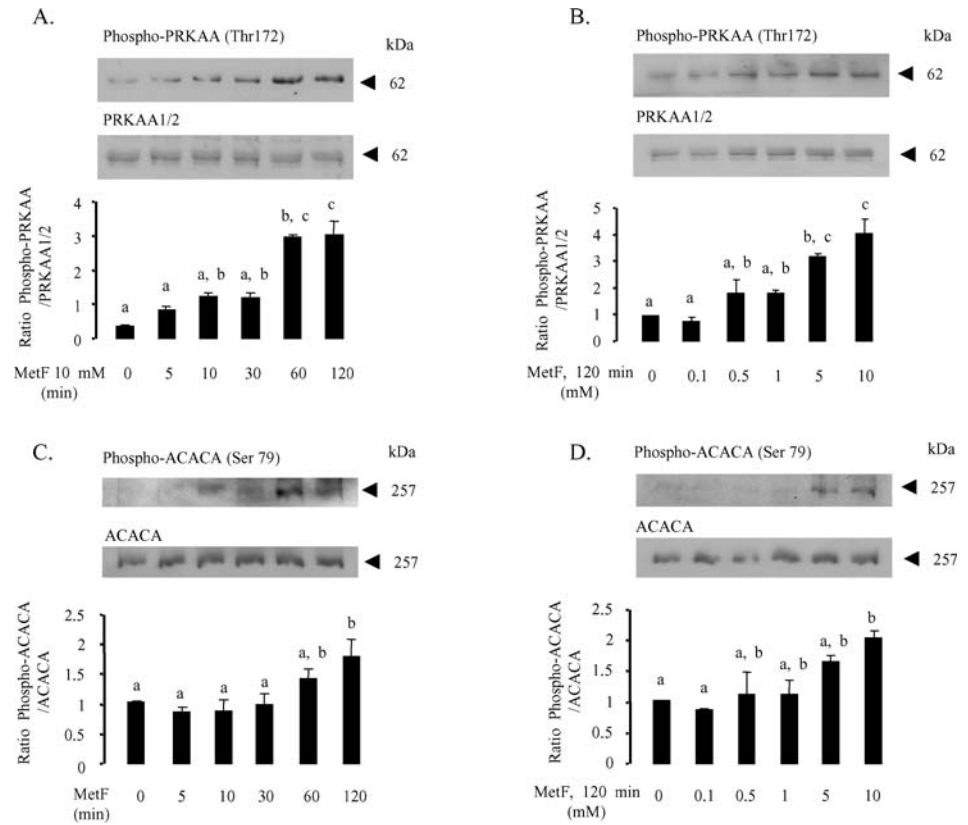 A.
Phospho-PRKAA (Thr172)
kDa
62
PRKAA1/2
62
Ratio Phospho-PRKAA
/PRKAA1/2
4
3
2
1
0
a
a
a, b
a, b
b, c
c
MetF 10 mM 0 5 10 30 60 120
(min)
B.
Phospho-PRKAA (Thr172)
kDa
62
PRKAA1/2
62
Ratio Phospho-PRKAA
/PRKAA1/2
5
4
3
2
1
0
a
a
a, b
a, b
b, c
c
MetF, 120 min 0 0.1 0.5 1 5 10
(mM)
C.
Phospho-ACACA (Ser 79)
kDa
257
ACACA
257
Ratio Phospho-ACACA
/ACACA
2.5
2
1.5
1
0.5
0
a
a
a
a
a, b
b
MetF 0 5 10 30 60 120
(min)
D.
Phospho-ACACA (Ser 79)
kDa
257
ACACA
257
Ratio Phospho-ACACA
/ACACA
2.5
2
1.5
1
0.5
0
a
a
a, b
a, b
a, b
b
MetF, 120 min 0 0.1 0.5 1 5 10
(mM)